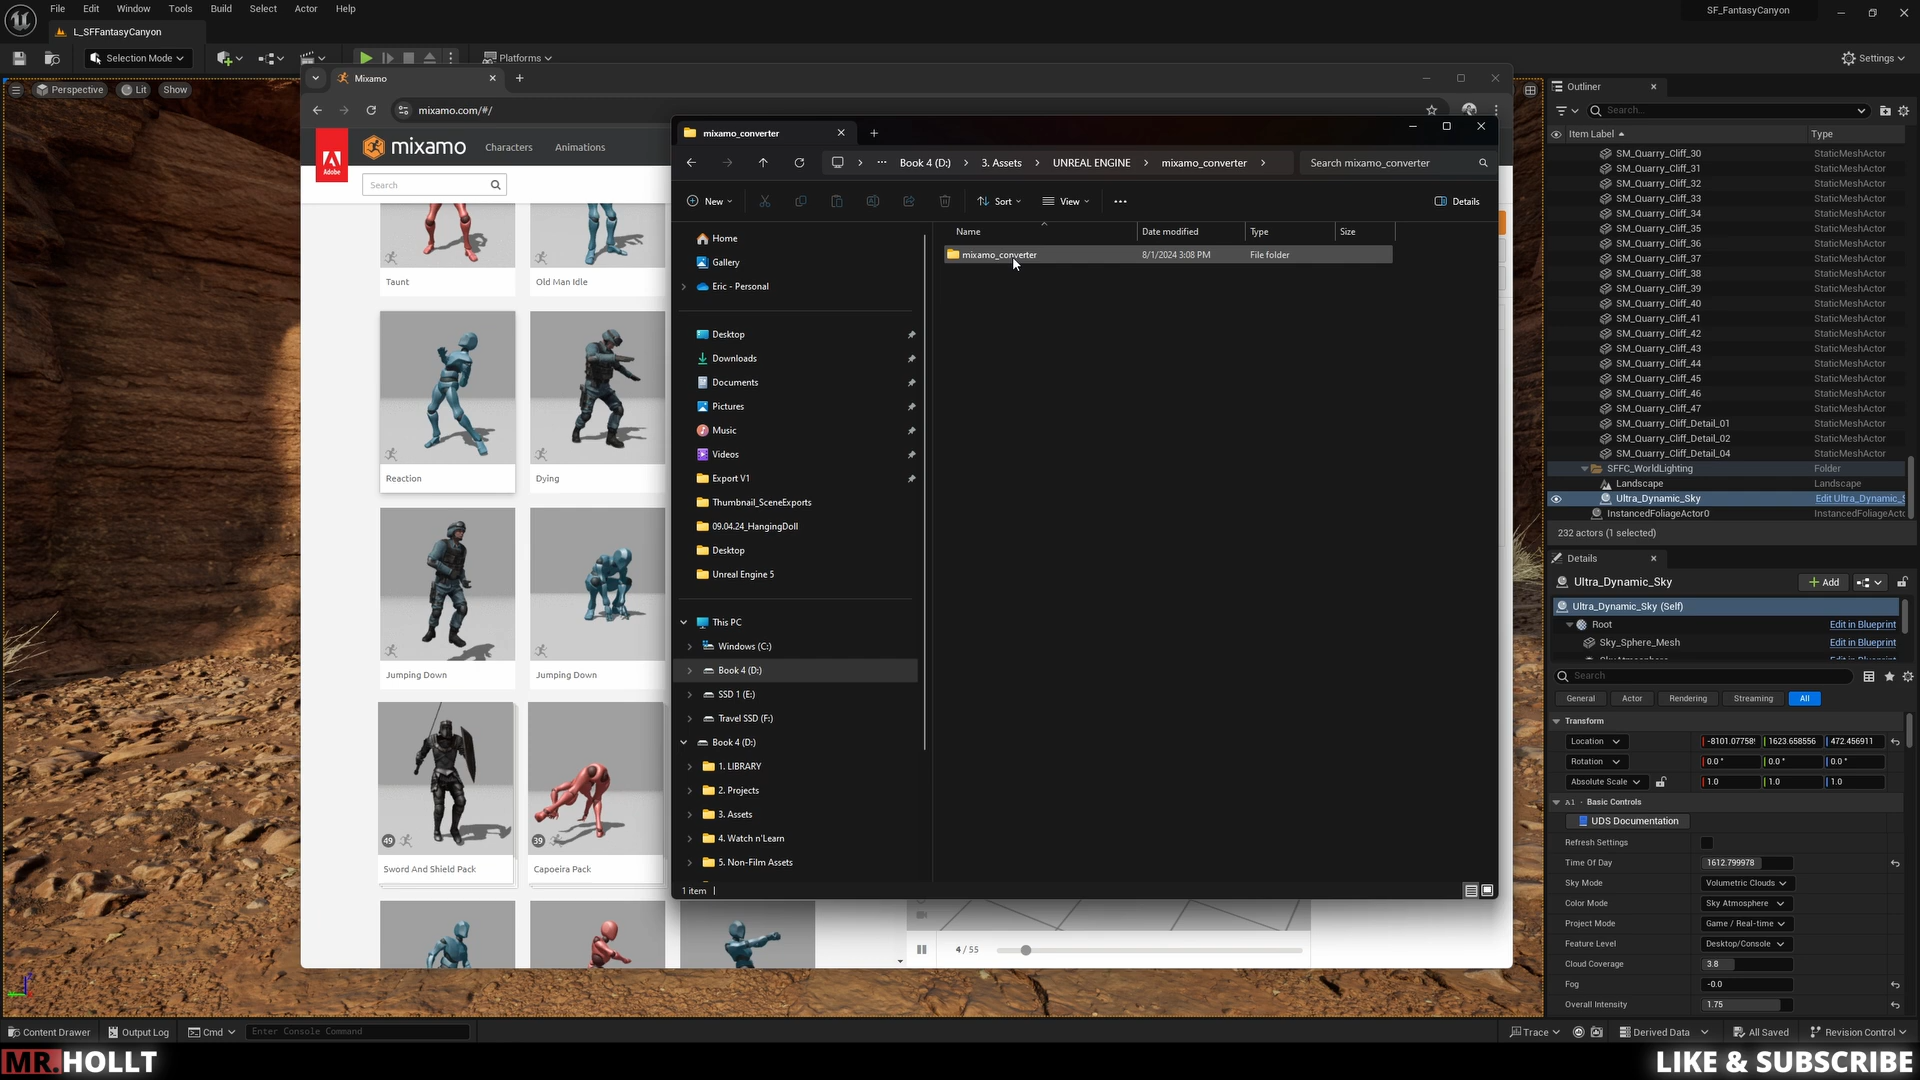 File Edit Window Tools Build Select Actor Help
SF_FantasyCanyon
L_SFFantasyCanyon
Selection Mode
Platforms
Settings
Perspective Lit Show
Mixamo
mixamo.com/#/
Adobe
mixamo
Characters Animations
Search
Taunt
Old Man Idle
Reaction
Dying
Jumping Down
Jumping Down
49
39
Sword And Shield Pack
Capoeira Pack
4 / 55
mixamo_converter
Book 4 (D:) 3. Assets UNREAL ENGINE mixamo_converter
Search mixamo_converter
New
Sort
View
Details
Name Date modified Type Size
mixamo_converter 8/1/2024 3:08 PM File folder
Home
Gallery
Eric - Personal
Desktop
Downloads
Documents
Pictures
Music
Videos
Export V1
Thumbnail_SceneExports
09.04.24_HangingDoll
Desktop
Unreal Engine 5
This PC
Windows (C:)
Book 4 (D:)
SSD 1 (E:)
Travel SSD (F:)
Book 4 (D:)
1. LIBRARY
2. Projects
3. Assets
4. Watch n'Learn
5. Non-Film Assets
1 item
Outliner
Search...
Item Label Type
SM_Quarry_Cliff_30 StaticMeshActor
SM_Quarry_Cliff_31 StaticMeshActor
SM_Quarry_Cliff_32 StaticMeshActor
SM_Quarry_Cliff_33 StaticMeshActor
SM_Quarry_Cliff_34 StaticMeshActor
SM_Quarry_Cliff_35 StaticMeshActor
SM_Quarry_Cliff_36 StaticMeshActor
SM_Quarry_Cliff_37 StaticMeshActor
SM_Quarry_Cliff_38 StaticMeshActor
SM_Quarry_Cliff_39 StaticMeshActor
SM_Quarry_Cliff_40 StaticMeshActor
SM_Quarry_Cliff_41 StaticMeshActor
SM_Quarry_Cliff_42 StaticMeshActor
SM_Quarry_Cliff_43 StaticMeshActor
SM_Quarry_Cliff_44 StaticMeshActor
SM_Quarry_Cliff_45 StaticMeshActor
SM_Quarry_Cliff_46 StaticMeshActor
SM_Quarry_Cliff_47 StaticMeshActor
SM_Quarry_Cliff_Detail_01 StaticMeshActor
SM_Quarry_Cliff_Detail_02 StaticMeshActor
SM_Quarry_Cliff_Detail_04 StaticMeshActor
SFFC_WorldLighting Folder
Landscape Landscape
Ultra_Dynamic_Sky Edit Ultra_Dynamic_S
InstancedFoliageActor0 InstancedFoliageActo
232 actors (1 selected)
Details
Ultra_Dynamic_Sky
Add
Ultra_Dynamic_Sky (Self)
Root Edit in Blueprint
Sky_Sphere_Mesh Edit in Blueprint
Search
General Actor Rendering Streaming All
Transform
Location -8101.07758 1623.658556 472.456911
Rotation 0.0 ° 0.0 ° 0.0 °
Absolute Scale 1.0 1.0 1.0
Basic Controls
UDS Documentation
Refresh Settings
Time Of Day 1612.799978
Sky Mode Volumetric Clouds
Color Mode Sky Atmosphere
Project Mode Game / Real-time
Feature Level Desktop/Console
Cloud Coverage 3.8
Fog -0.0
Overall Intensity 1.75
Content Drawer Output Log Cmd Enter Console Command
Trace Derived Data All Saved Revision Control
MR.HOLLT
LIKE & SUBSCRIBE